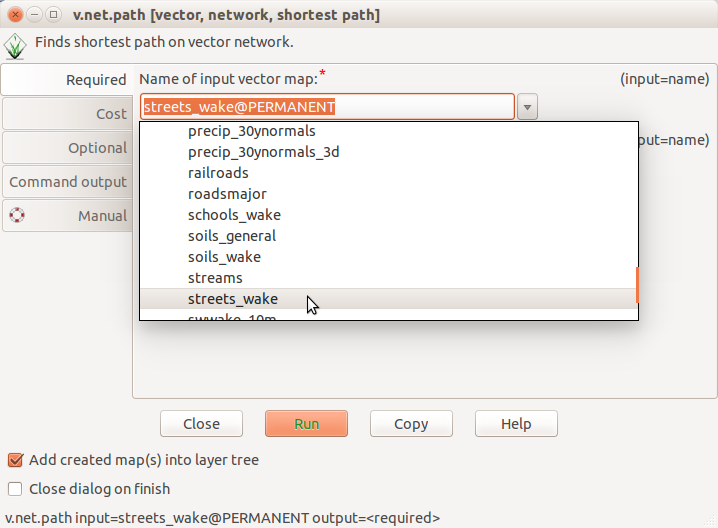 v.net.path [vector, network, shortest path]
Finds shortest path on vector network.
Required
Cost
Optional
Command output
Manual
Name of input vector map:* (input=name)
streets_wake@PERMANENT
put=name)
precip_30ynormals
precip_30ynormals_3d
railroads
roadsmajor
schools_wake
soils_general
soils_wake
streams
streets_wake
swwake_10m
Close Run Copy Help
Add created map(s) into layer tree
Close dialog on finish
v.net.path input=streets_wake@PERMANENT output=<required>